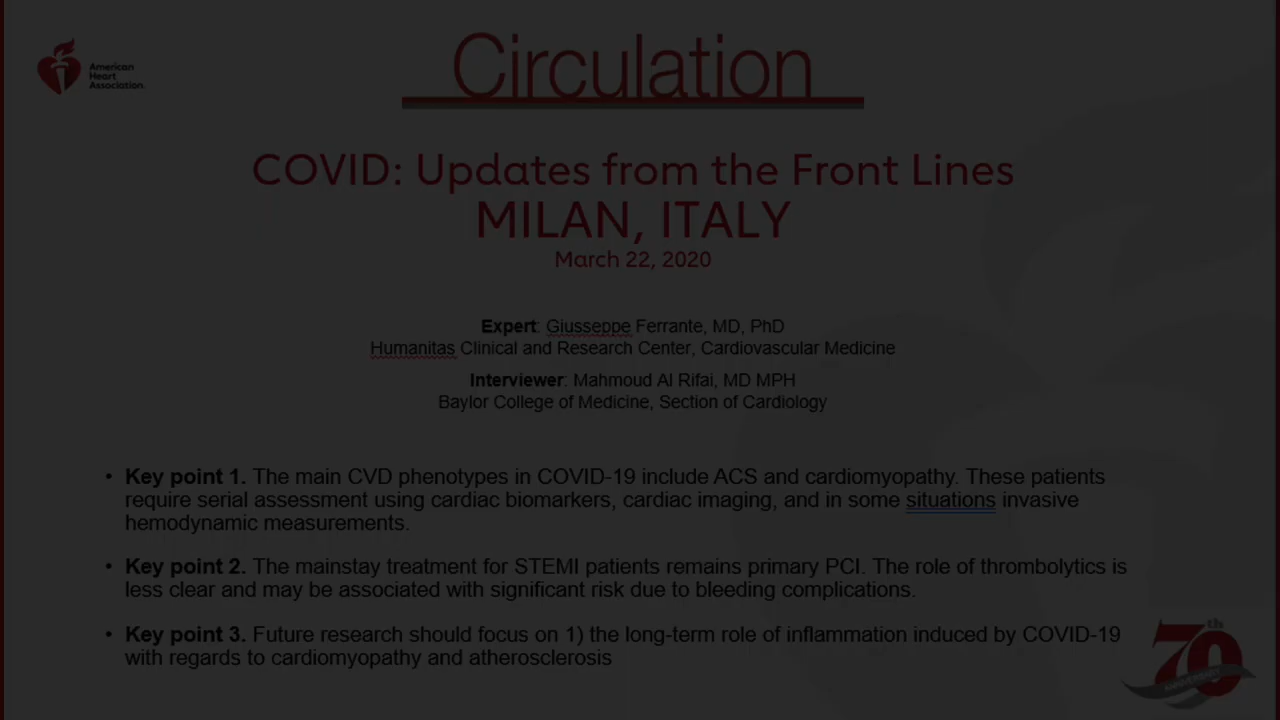 American
Heart
Association.
Circulation
COVID: Updates from the Front Lines
MILAN, ITALY
March 22, 2020
Expert: Giusseppe Ferrante, MD, PhD
Humanitas Clinical and Research Center, Cardiovascular Medicine
Interviewer: Mahmoud Al Rifai, MD MPH
Baylor College of Medicine, Section of Cardiology
• Key point 1. The main CVD phenotypes in COVID-19 include ACS and cardiomyopathy. These patients
require serial assessment using cardiac biomarkers, cardiac imaging, and in some situations invasive
hemodynamic measurements.
• Key point 2. The mainstay treatment for STEMI patients remains primary PCI. The role of thrombolytics is
less clear and may be associated with significant risk due to bleeding complications.
• Key point 3. Future research should focus on 1) the long-term role of inflammation induced by COVID-19
with regards to cardiomyopathy and atherosclerosis
70th
ANNIVERSARY